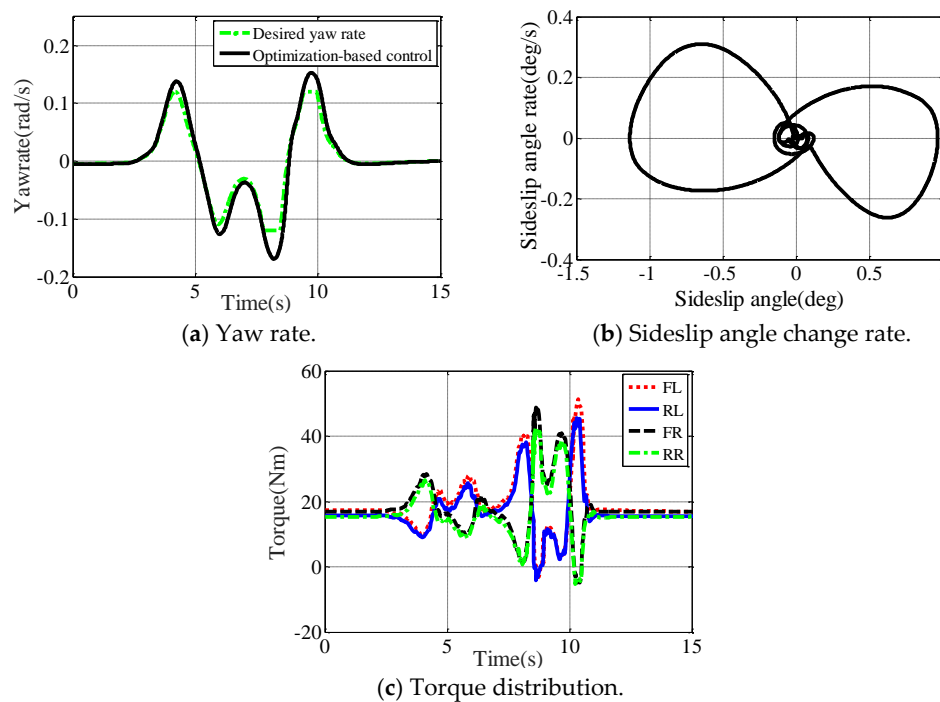 0.2
0.1
0
-0.1
-0.2
Yawrate(rad/s)
Desired yaw rate
Optimization-based control
0
5
10
15
Time(s)
(a) Yaw rate.
0.4
0.2
0
-0.2
-0.4
Sideslip angle rate(deg/s)
-1.5
-1
-0.5
0
0.5
Sideslip angle(deg)
(b) Sideslip angle change rate.
60
40
20
0
-20
Torque(Nm)
FL
RL
FR
RR
0
5
10
15
Time(s)
(c) Torque distribution.